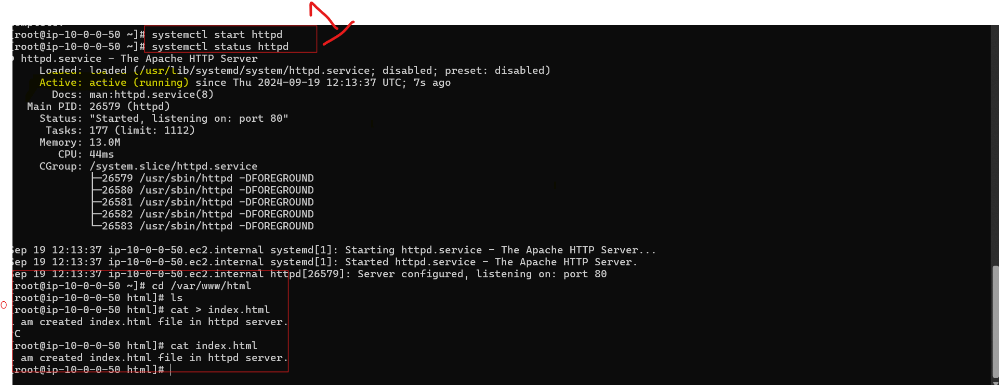 omplete.
[root@ip-10-0-0-50 ~]# systemctl start httpd
[root@ip-10-0-0-50 ~]# systemctl status httpd
httpd.service - The Apache HTTP Server
Loaded: loaded (/usr/lib/systemd/system/httpd.service; disabled; preset: disabled)
Active: active (running) since Thu 2024-09-19 12:13:37 UTC; 7s ago
Docs: man:httpd.service(8)
Main PID: 26579 (httpd)
Status: "Started, listening on: port 80"
Tasks: 177 (limit: 1112)
Memory: 13.0M
CPU: 44ms
CGroup: /system.slice/httpd.service
├─26579 /usr/sbin/httpd -DFOREGROUND
├─26580 /usr/sbin/httpd -DFOREGROUND
├─26581 /usr/sbin/httpd -DFOREGROUND
├─26582 /usr/sbin/httpd -DFOREGROUND
└─26583 /usr/sbin/httpd -DFOREGROUND
Sep 19 12:13:37 ip-10-0-0-50.ec2.internal systemd[1]: Starting httpd.service - The Apache HTTP Server...
Sep 19 12:13:37 ip-10-0-0-50.ec2.internal systemd[1]: Started httpd.service - The Apache HTTP Server.
Sep 19 12:13:37 ip-10-0-0-50.ec2.internal httpd[26579]: Server configured, listening on: port 80
[root@ip-10-0-0-50 ~]# cd /var/www/html
[root@ip-10-0-0-50 html]# ls
[root@ip-10-0-0-50 html]# cat > index.html
am created index.html file in httpd server.
^C
[root@ip-10-0-0-50 html]# cat index.html
am created index.html file in httpd server.
[root@ip-10-0-0-50 html]#